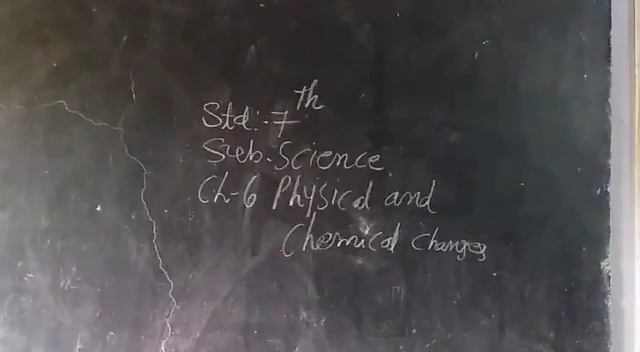 Std:-7th
Sub-Science
Ch-6 Physical and
Chemical changes